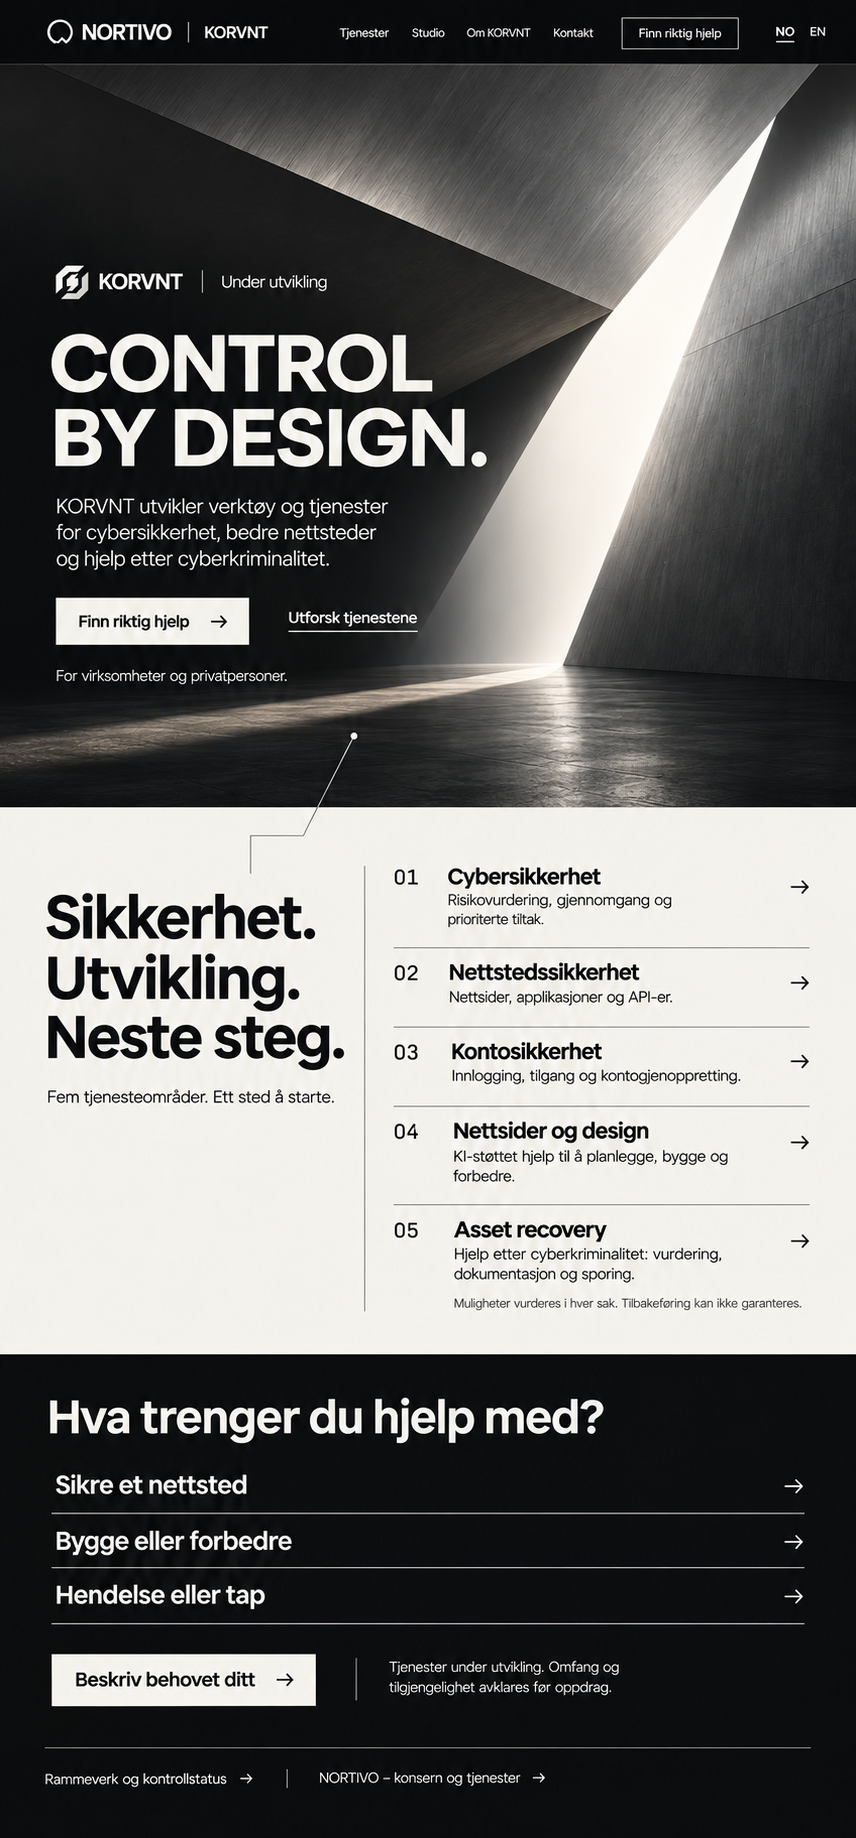 NORTIVO | KORVNT
Tjenester
Studio
Om KORVNT
Kontakt
Finn riktig hjelp
NO
EN
KORVNT | Under utvikling
CONTROL
BY DESIGN.
KORVNT utvikler verktøy og tjenester
for cybersikkerhet, bedre nettsteder
og hjelp etter cyberkriminalitet.
Finn riktig hjelp →
Utforsk tjenestene
For virksomheter og privatpersoner.
Sikkerhet.
Utvikling.
Neste steg.
Fem tjenesteområder. Ett sted å starte.
01 Cybersikkerhet →
Risikovurdering, gjennomgang og
prioriterte tiltak.
02 Nettstedssikkerhet →
Nettsider, applikasjoner og API-er.
03 Kontosikkerhet →
Innlogging, tilgang og kontogjenoppretting.
04 Nettsider og design →
KI-støttet hjelp til å planlegge, bygge og
forbedre.
05 Asset recovery →
Hjelp etter cyberkriminalitet: vurdering,
dokumentasjon og sporing.
Muligheter vurderes i hver sak. Tilbakeføring kan ikke garanteres.
Hva trenger du hjelp med?
Sikre et nettsted →
Bygge eller forbedre →
Hendelse eller tap →
Beskriv behovet ditt →
Tjenester under utvikling. Omfang og
tilgjengelighet avklares før oppdrag.
Rammeverk og kontrollstatus →
NORTIVO – konsern og tjenester →